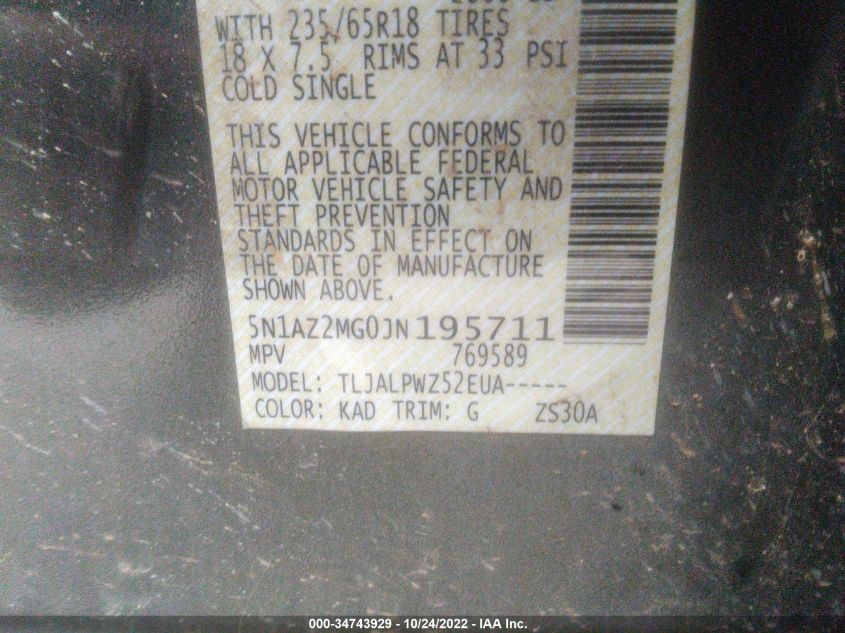 WITH 235/65R18 TIRES
18 X 7.5 RIMS AT 33 PSI
COLD SINGLE
THIS VEHICLE CONFORMS TO
ALL APPLICABLE FEDERAL
MOTOR VEHICLE SAFETY AND
THEFT PREVENTION
STANDARDS IN EFFECT ON
THE DATE OF MANUFACTURE
SHOWN ABOVE.
5N1AZ2MG0JN195711
MPV 769589
MODEL: TLJALPWZ52EUA-----
COLOR: KAD TRIM: G ZS30A
000-34743929 - 10/24/2022 - IAA Inc.